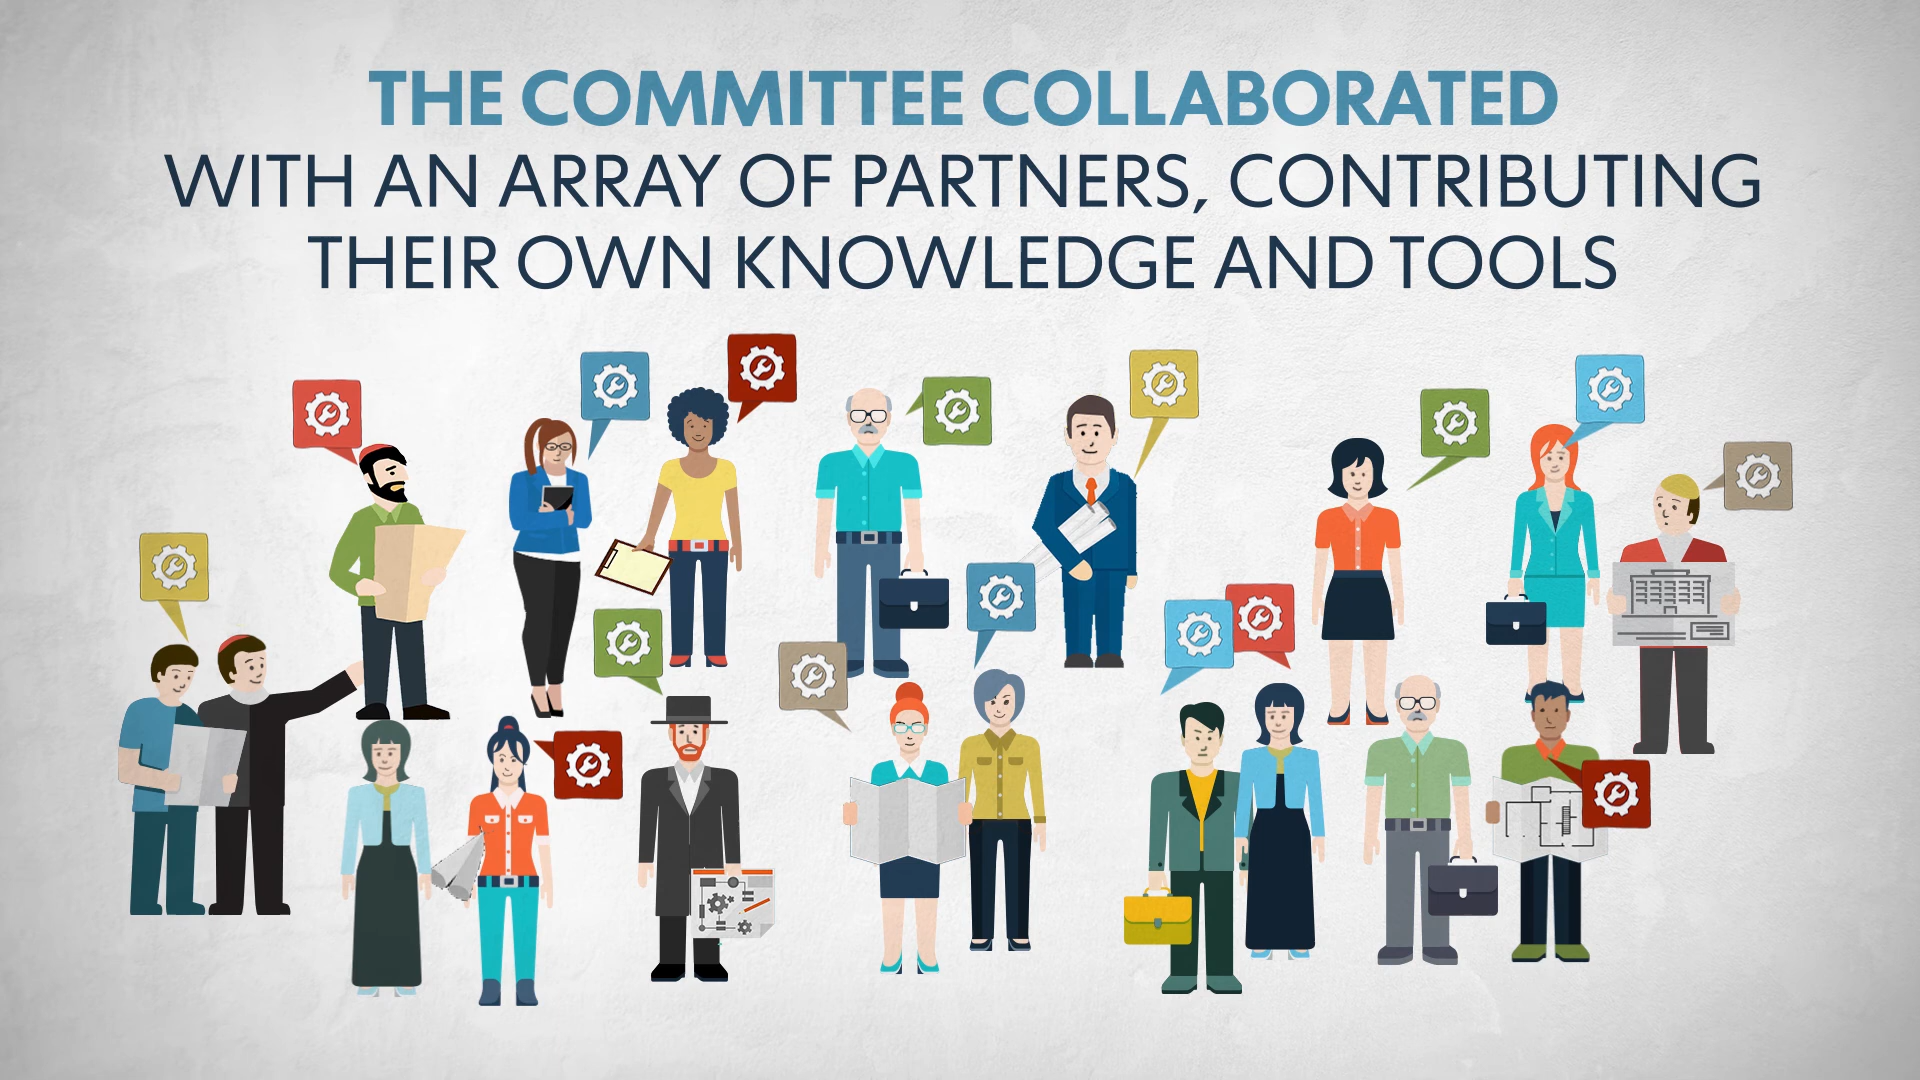 THE COMMITTEE COLLABORATED
WITH AN ARRAY OF PARTNERS, CONTRIBUTING
THEIR OWN KNOWLEDGE AND TOOLS